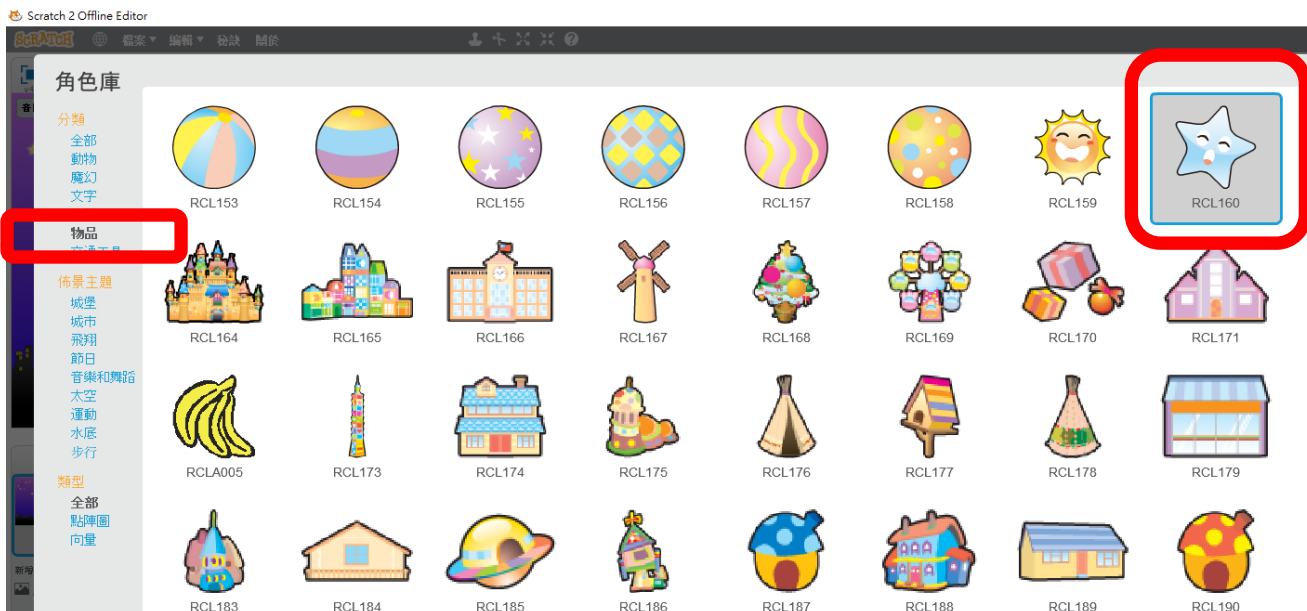 Scratch 2 Offline Editor
SCRATCH 檔案 編輯 秘訣 關於
角色庫
分類
全部
動物
魔幻
文字
物品
交通工具
佈景主題
城堡
城市
飛翔
節日
音樂和舞蹈
太空
運動
水底
步行
類型
全部
點陣圖
向量
RCL153 RCL154 RCL155 RCL156 RCL157 RCL158 RCL159 RCL160
RCL164 RCL165 RCL166 RCL167 RCL168 RCL169 RCL170 RCL171
RCLA005 RCL173 RCL174 RCL175 RCL176 RCL177 RCL178 RCL179
RCL183 RCL184 RCL185 RCL186 RCL187 RCL188 RCL189 RCL190
新增